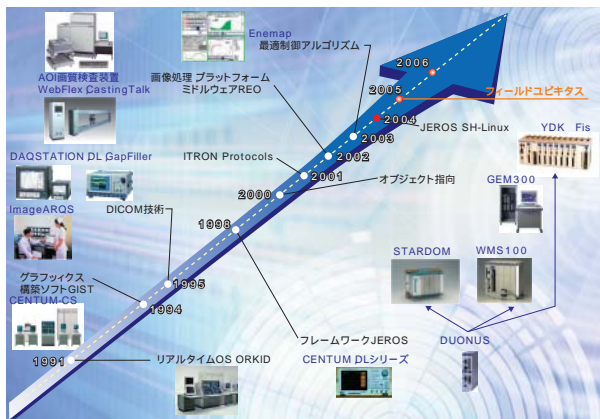 Enemap
最適制御アルゴリズム
AOI画質検査装置
WebFlex CastingTalk
画像処理 プラットフォーム
ミドルウェアREO
2006
2005
フィールドユビキタス
2004
JEROS SH-Linux
YDK Fis
2003
DAQSTATION DL GapFiller
ITRON Protocols
2002
2001
オブジェクト指向
2000
GEM300
ImageARQS
DICOM技術
1998
STARDOM
WMS100
グラフィックス
構築ソフトGIST
CENTUM-CS
1995
1994
フレームワークJEROS
DUONUS
1991
リアルタイムOS ORKID
CENTUM DLシリーズ